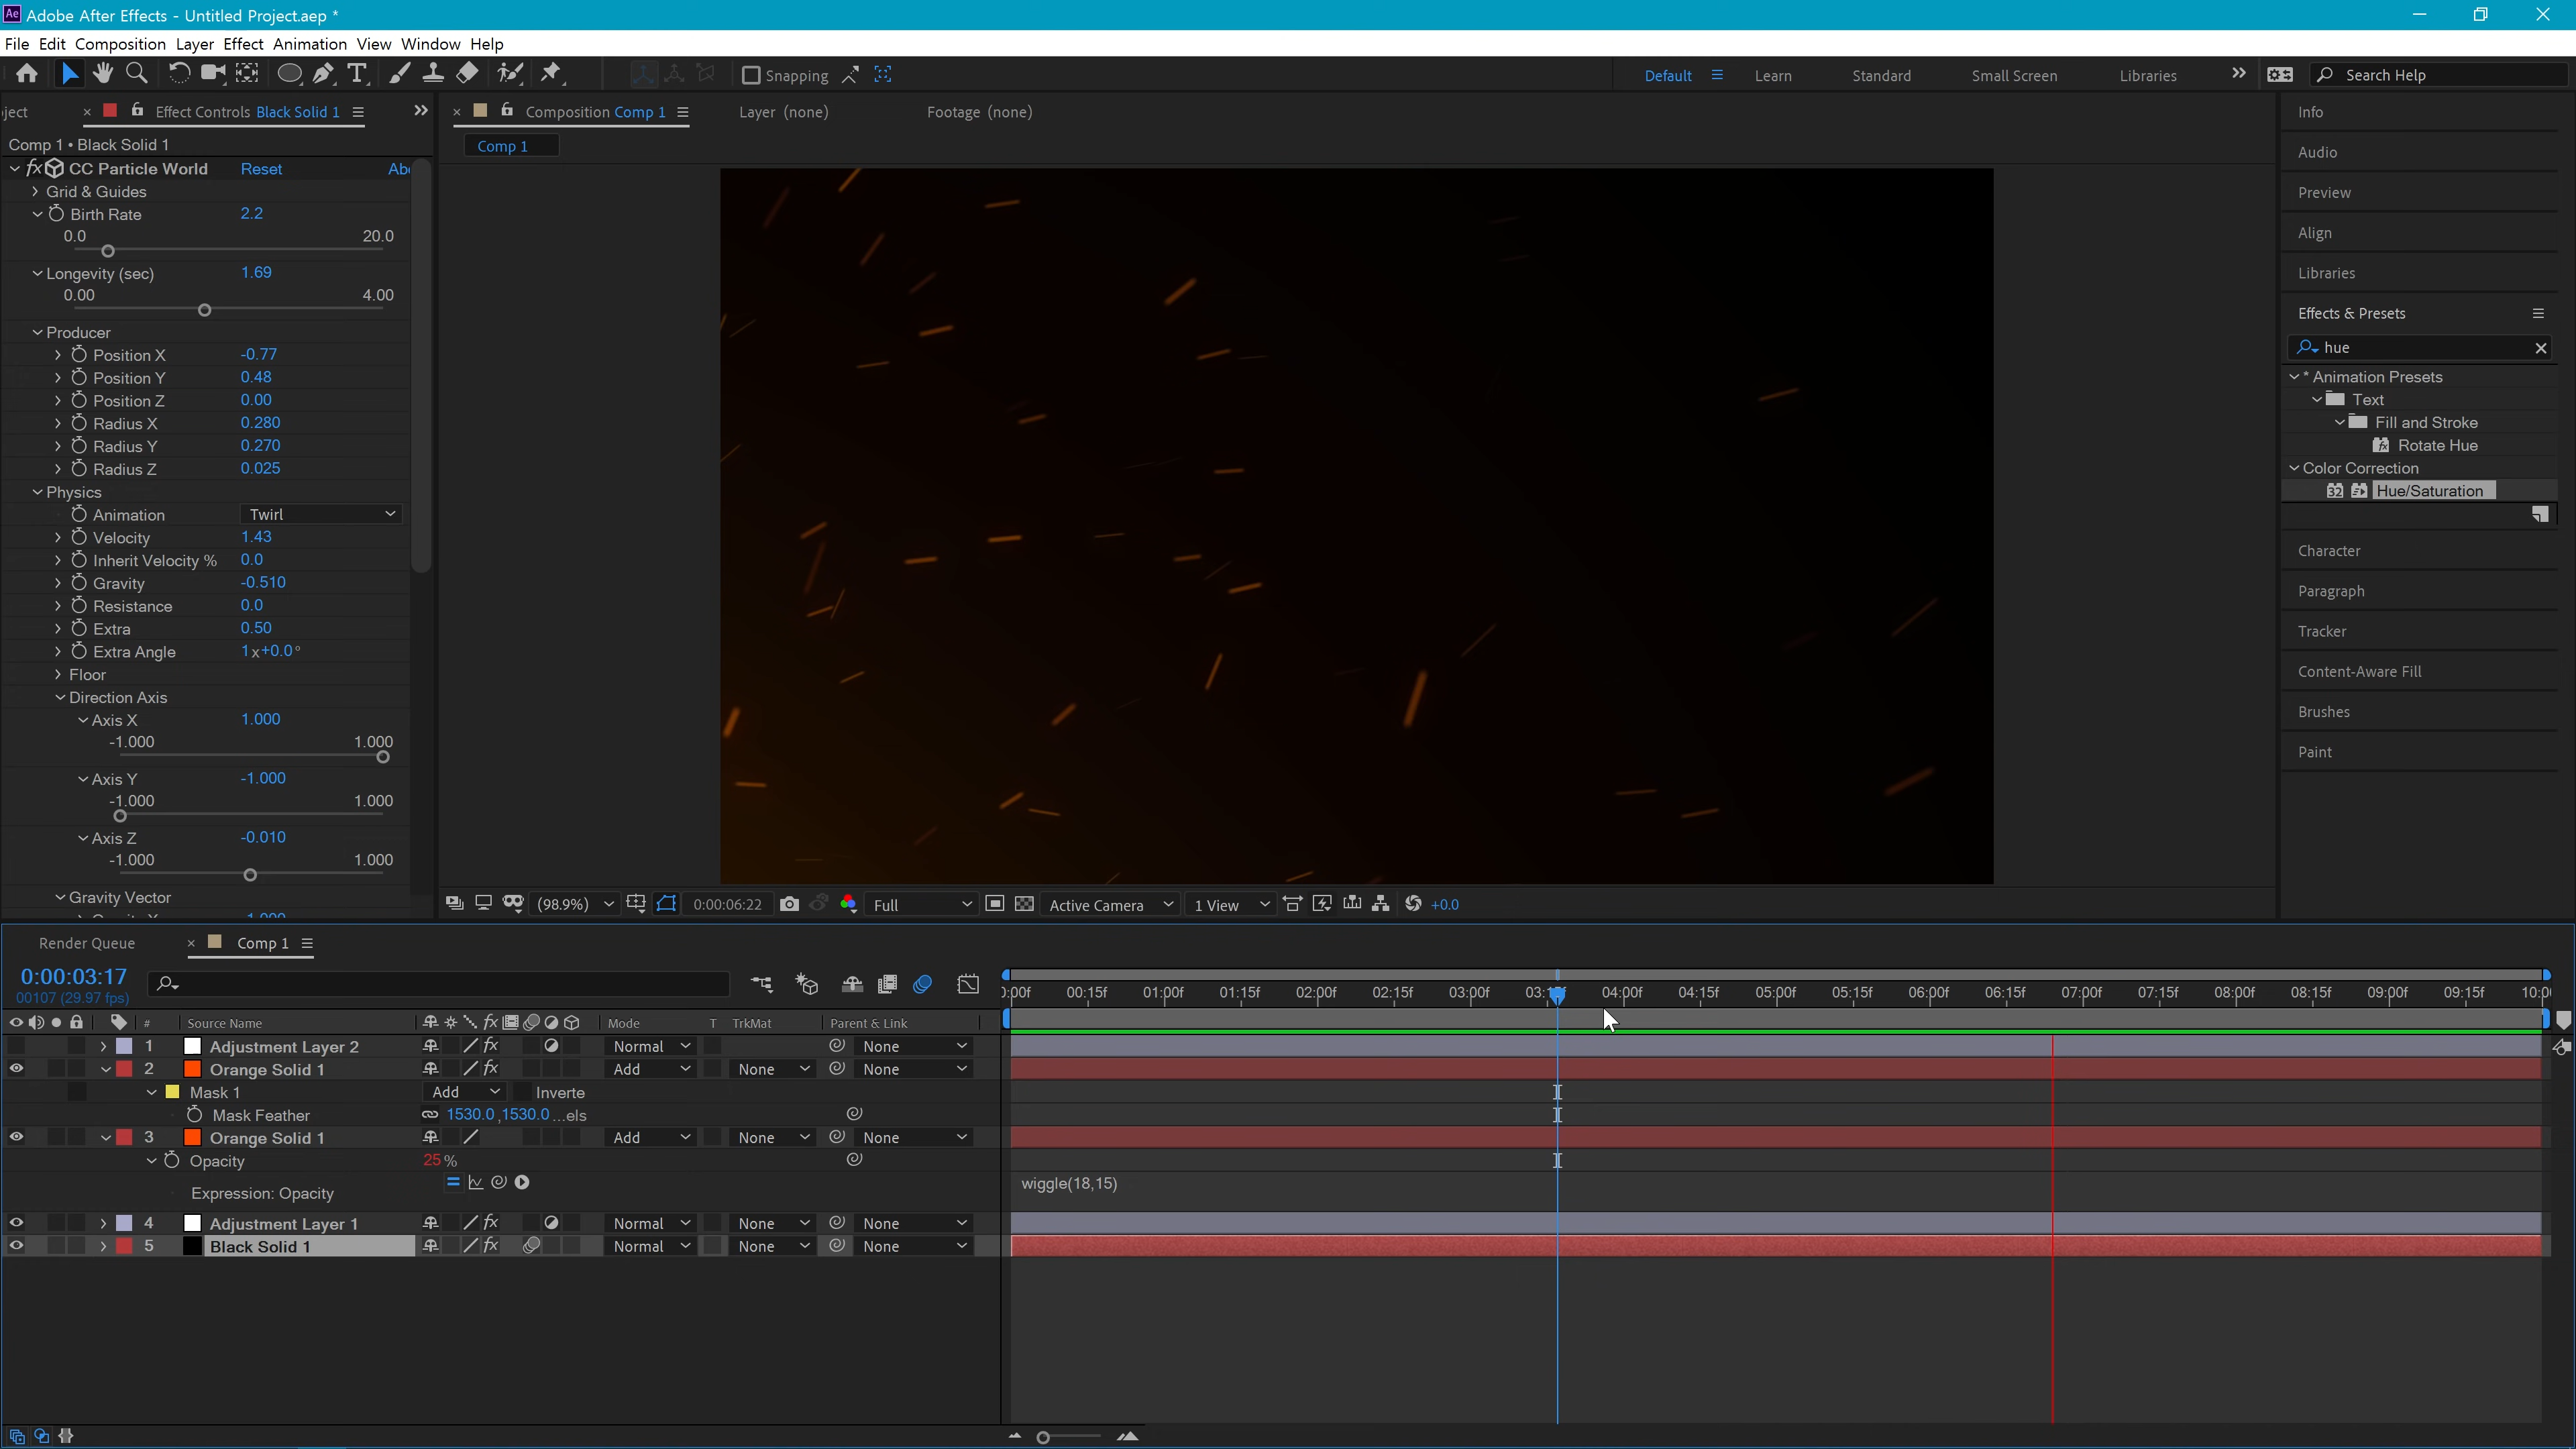 Ae Adobe After Effects - Untitled Project.aep *
File Edit Composition Layer Effect Animation View Window Help
Snapping
Default
Learn
Standard
Small Screen
Libraries
Search Help
ject
Effect Controls Black Solid 1
Composition Comp 1
Layer (none)
Footage (none)
Comp 1 • Black Solid 1
Comp 1
fx CC Particle World Reset Abo
Grid & Guides
Birth Rate 2.2
0.0 20.0
Longevity (sec) 1.69
0.00 4.00
Producer
Position X -0.77
Position Y 0.48
Position Z 0.00
Radius X 0.280
Radius Y 0.270
Radius Z 0.025
Physics
Animation Twirl
Velocity 1.43
Inherit Velocity % 0.0
Gravity -0.510
Resistance 0.0
Extra 0.50
Extra Angle 1x+0.0°
Floor
Direction Axis
Axis X 1.000
-1.000 1.000
Axis Y -1.000
-1.000 1.000
Axis Z -0.010
-1.000 1.000
Gravity Vector
Info
Audio
Preview
Align
Libraries
Effects & Presets
hue
* Animation Presets
Text
Fill and Stroke
Rotate Hue
Color Correction
32 Hue/Saturation
Character
Paragraph
Tracker
Content-Aware Fill
Brushes
Paint
(98.9%) 0:00:06:22 Full Active Camera 1 View +0.0
Render Queue
Comp 1
0:00:03:17
00107 (29.97 fps)
:00f 00:15f 01:00f 01:15f 02:00f 02:15f 03:00f 04:00f 04:15f 05:00f 05:15f 06:00f 06:15f 07:00f 07:15f 08:00f 08:15f 09:00f 09:15f 10:0
# Source Name fx Mode T TrkMat Parent & Link
1 Adjustment Layer 2 fx Normal None
2 Orange Solid 1 fx Add None None
Mask 1 Add Inverte
Mask Feather 1530.0,1530.0 ...els
3 Orange Solid 1 Add None None
Opacity 25 %
Expression: Opacity wiggle(18,15)
4 Adjustment Layer 1 fx Normal None None
5 Black Solid 1 fx Normal None None